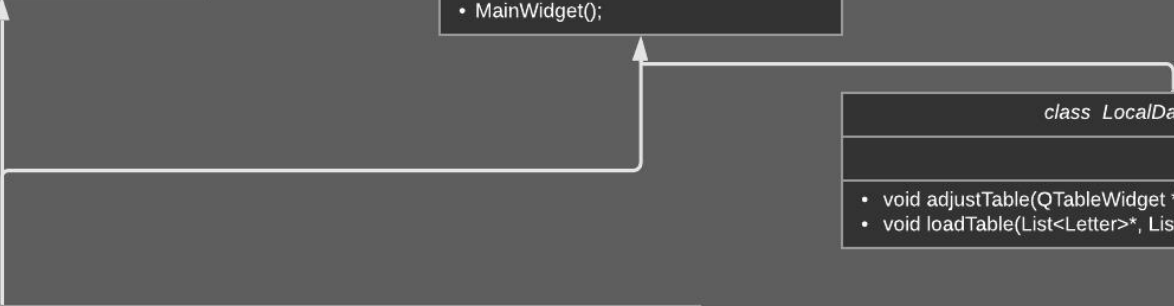 • MainWidget();
class LocalDa
• void adjustTable(QTableWidget *
• void loadTable(List<Letter>*, Lis